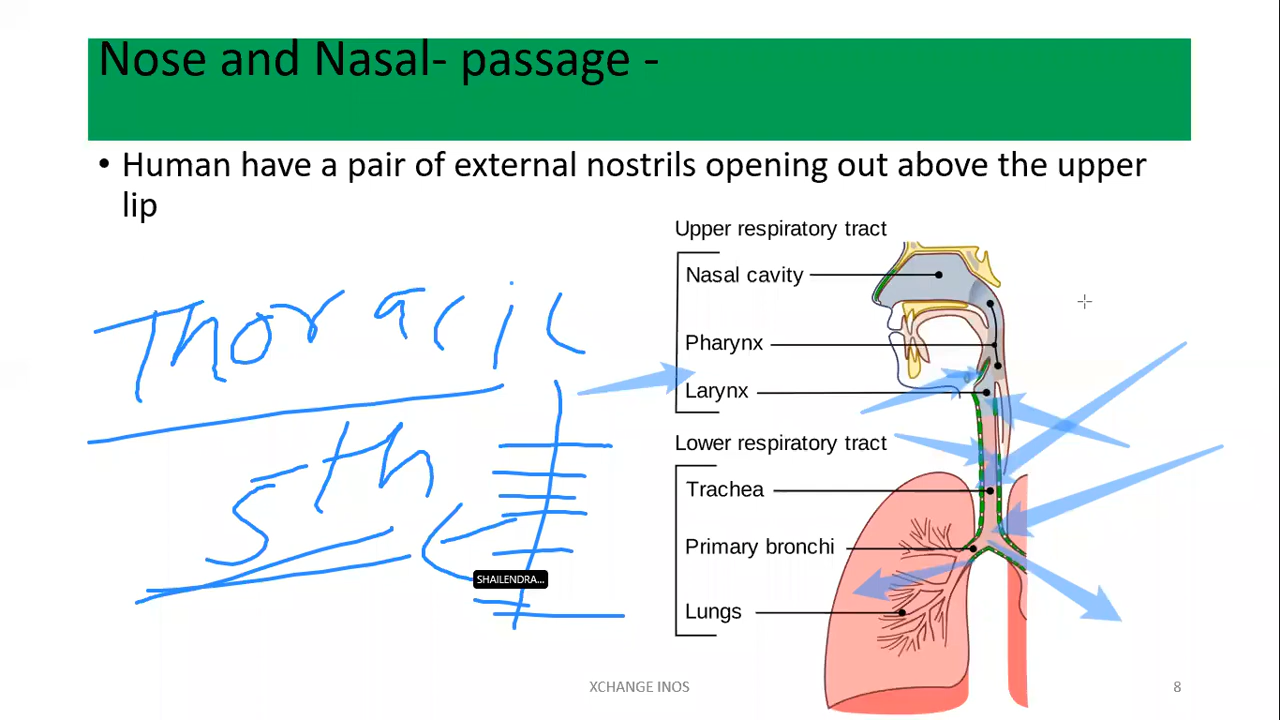 Nose and Nasal- passage -
• Human have a pair of external nostrils opening out above the upper
lip
Upper respiratory tract
Nasal cavity
Pharynx
Larynx
Lower respiratory tract
Trachea
Primary bronchi
Lungs
Thoracic
5th
SHAILENDRA...
XCHANGE INOS
8